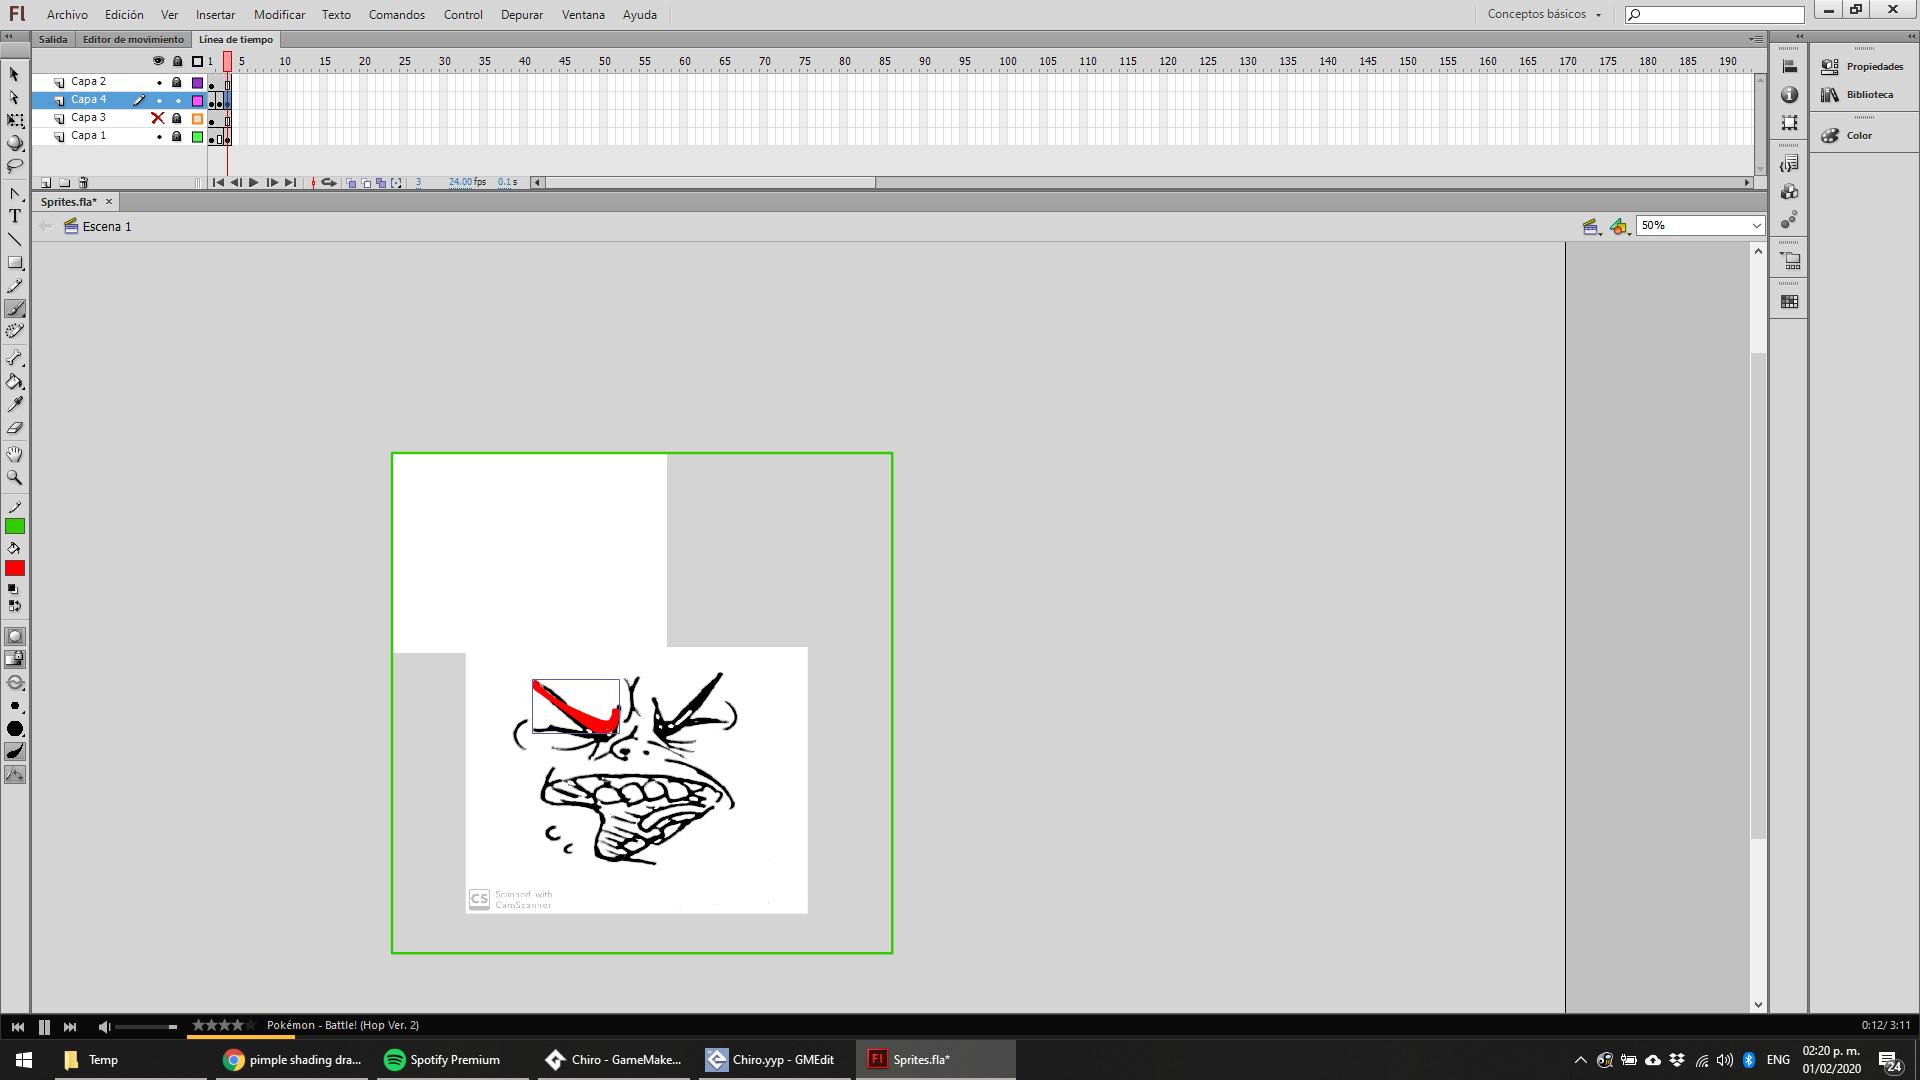 Fl Archivo Edición Ver Insertar Modificar Texto Comandos Control Depurar Ventana Ayuda Conceptos básicos
Salida Editor de movimiento Línea de tiempo
1 5 10 15 20 25 30 35 40 45 50 55 60 65 70 75 80 85 90 95 100 105 110 115 120 125 130 135 140 145 150 155 160 165 170 175 180 185 190
Capa 2
Capa 4
Capa 3
Capa 1
3 24.00 fps 0.1 s
Propiedades
Biblioteca
Color
Sprites.fla*
Escena 1
50%
T
CS Scanned with
CamScanner
Pokémon - Battle! (Hop Ver. 2) 0:12/ 3:11
Temp pimple shading dra... Spotify Premium Chiro - GameMake... Chiro.yyp - GMEdit Fl Sprites.fla*
ENG
02:20 p. m.
01/02/2020
24